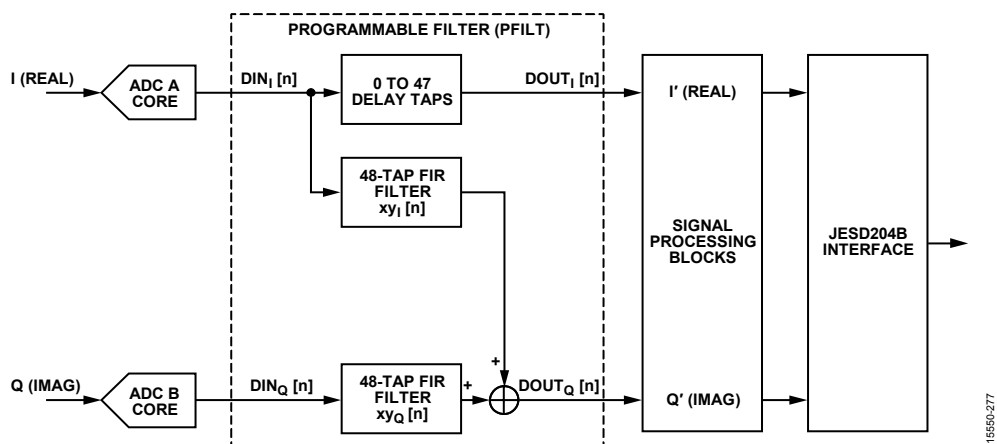 PROGRAMMABLE FILTER (PFILT)
I (REAL)
ADC A
CORE
DINI [n]
0 TO 47
DELAY TAPS
DOUTI [n]
I′ (REAL)
48-TAP FIR
FILTER
xyI [n]
SIGNAL
PROCESSING
BLOCKS
JESD204B
INTERFACE
+
Q (IMAG)
ADC B
CORE
DINQ [n]
48-TAP FIR
FILTER
xyQ [n]
+
DOUTQ [n]
Q′ (IMAG)
15550-277